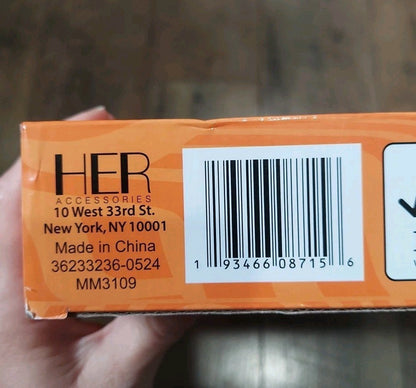 HER
ACCESSORIES
10 West 33rd St.
New York, NY 10001
Made in China
36233236-0524
MM3109
1 93466 08715 6